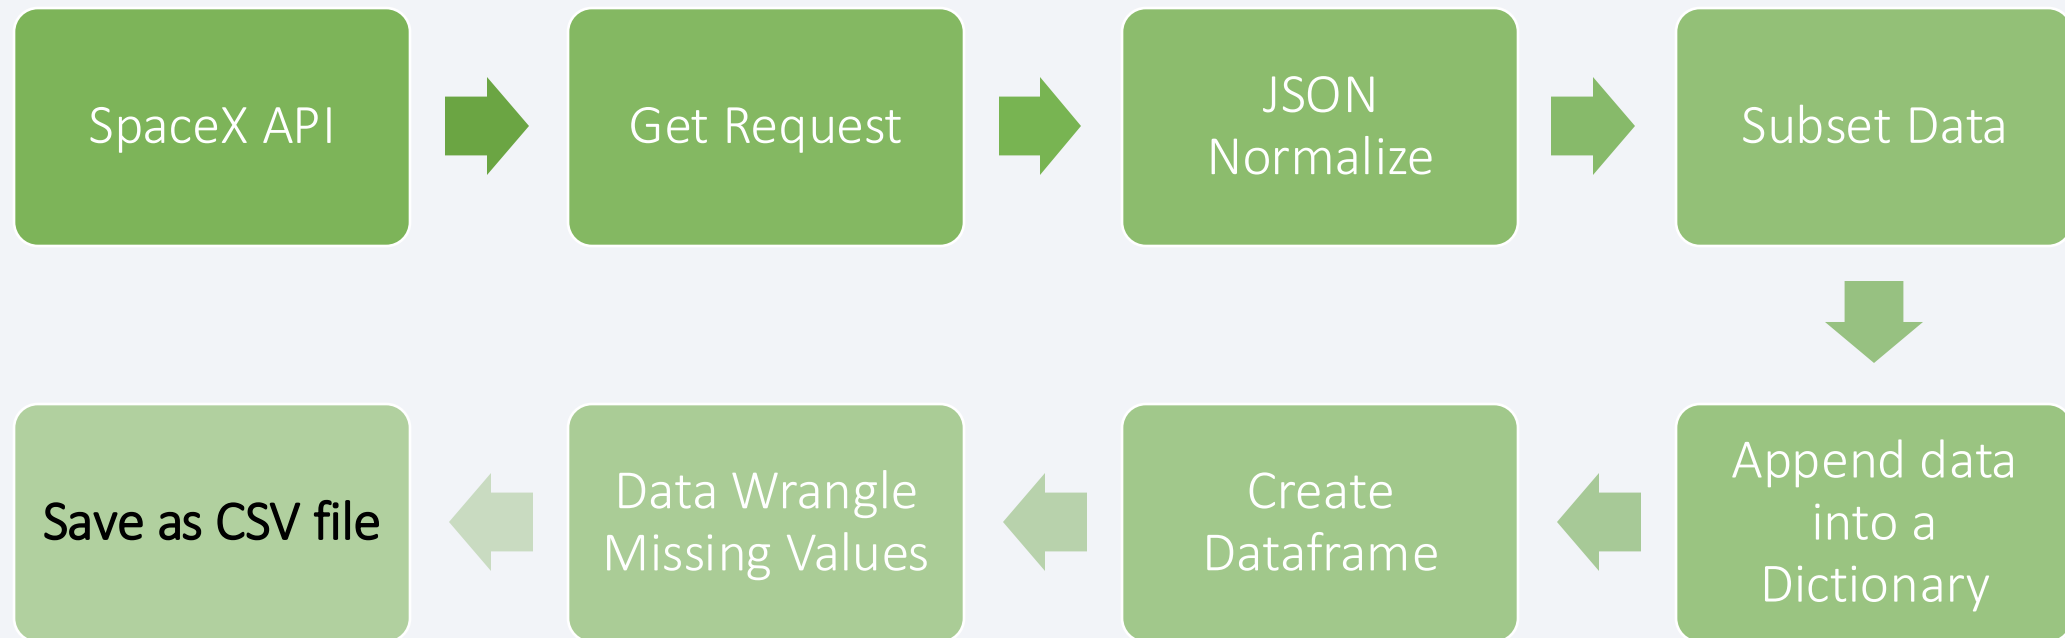 SpaceX API
Get Request
JSON
Normalize
Subset Data
Append data
into a
Dictionary
Create
Dataframe
Data Wrangle
Missing Values
Save as CSV file